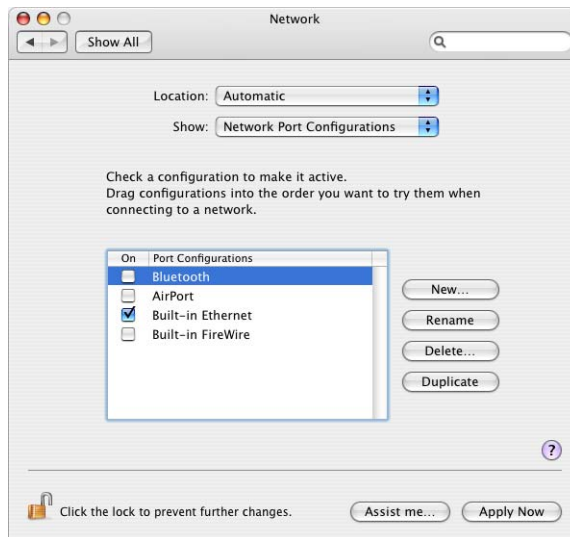 Network
Show All
Location: Automatic
Show: Network Port Configurations
Check a configuration to make it active.
Drag configurations into the order you want to try them when
connecting to a network.
On Port Configurations
Bluetooth
AirPort
Built-in Ethernet
Built-in FireWire
New...
Rename
Delete...
Duplicate
?
Click the lock to prevent further changes.
Assist me...
Apply Now